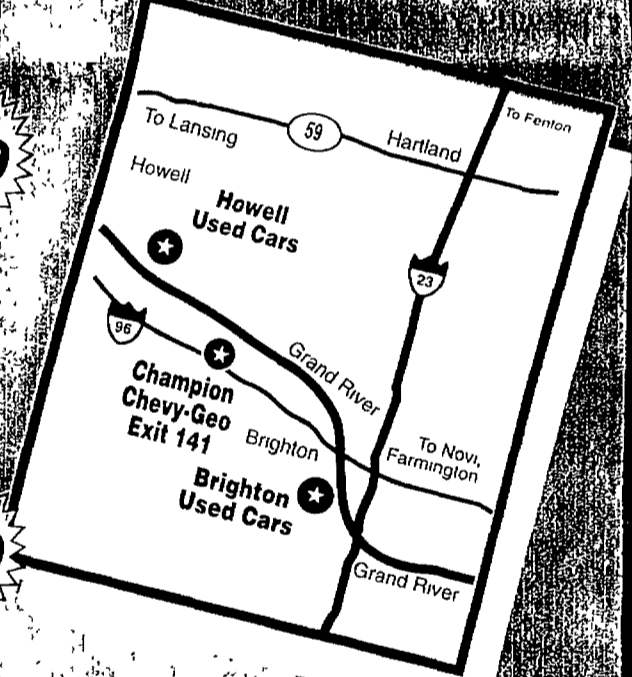 To Fenton
To Lansing
59
Hartland
Howell
Howell
Used Cars
23
96
Grand River
Champion
Chevy-Geo
Exit 141
Brighton
To Novi,
Farmington
Brighton
Used Cars
Grand River